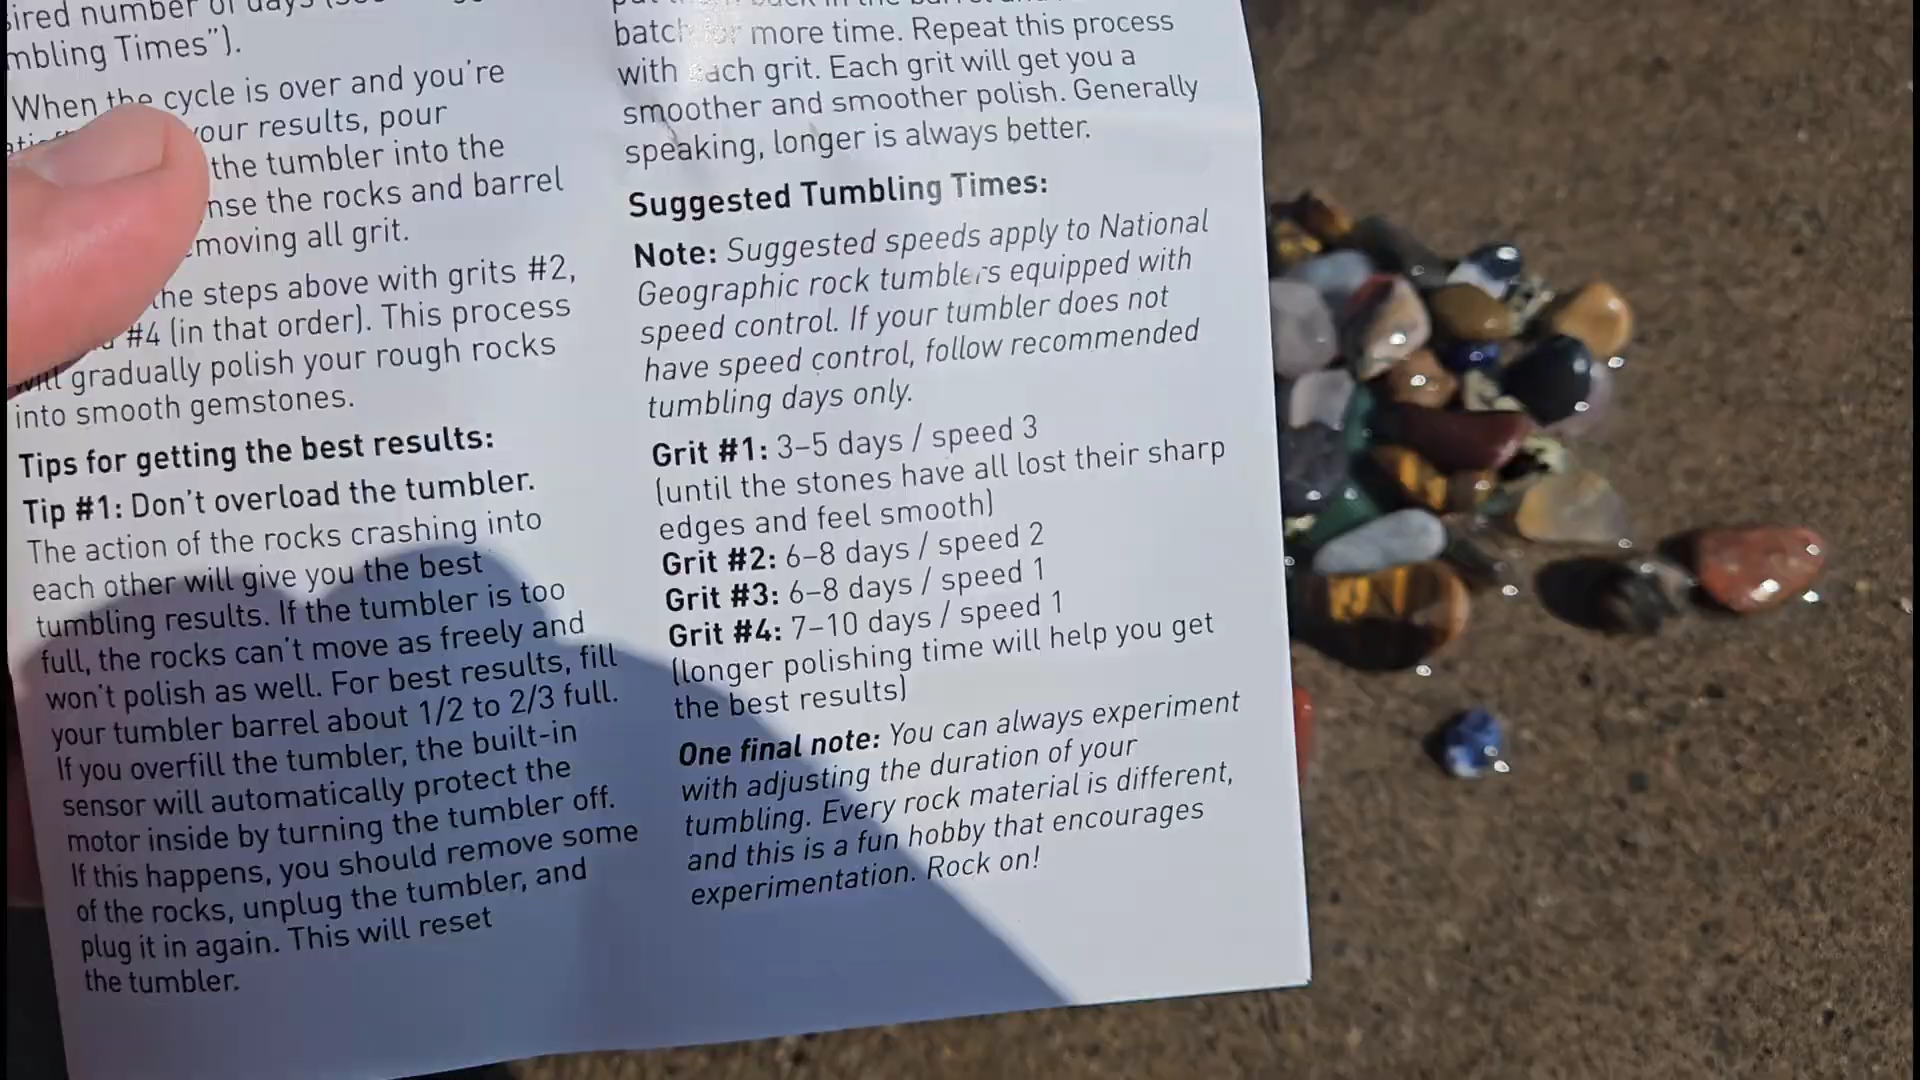 sired number of days
mbling Times").
When the cycle is over and you're
your results, pour
the tumbler into the
nse the rocks and barrel
moving all grit.
the steps above with grits #2,
#4 (in that order). This process
will gradually polish your rough rocks
into smooth gemstones.
Tips for getting the best results:
Tip #1: Don't overload the tumbler.
The action of the rocks crashing into
each other will give you the best
tumbling results. If the tumbler is too
full, the rocks can't move as freely and
won't polish as well. For best results, fill
your tumbler barrel about 1/2 to 2/3 full.
If you overfill the tumbler, the built-in
sensor will automatically protect the
motor inside by turning the tumbler off.
If this happens, you should remove some
of the rocks, unplug the tumbler, and
plug it in again. This will reset
the tumbler.
back in the barrel and
batch for more time. Repeat this process
with each grit. Each grit will get you a
smoother and smoother polish. Generally
speaking, longer is always better.
Suggested Tumbling Times:
Note: Suggested speeds apply to National
Geographic rock tumblers equipped with
speed control. If your tumbler does not
have speed control, follow recommended
tumbling days only.
Grit #1: 3–5 days / speed 3
(until the stones have all lost their sharp
edges and feel smooth)
Grit #2: 6–8 days / speed 2
Grit #3: 6–8 days / speed 1
Grit #4: 7–10 days / speed 1
(longer polishing time will help you get
the best results)
One final note: You can always experiment
with adjusting the duration of your
tumbling. Every rock material is different,
and this is a fun hobby that encourages
experimentation. Rock on!